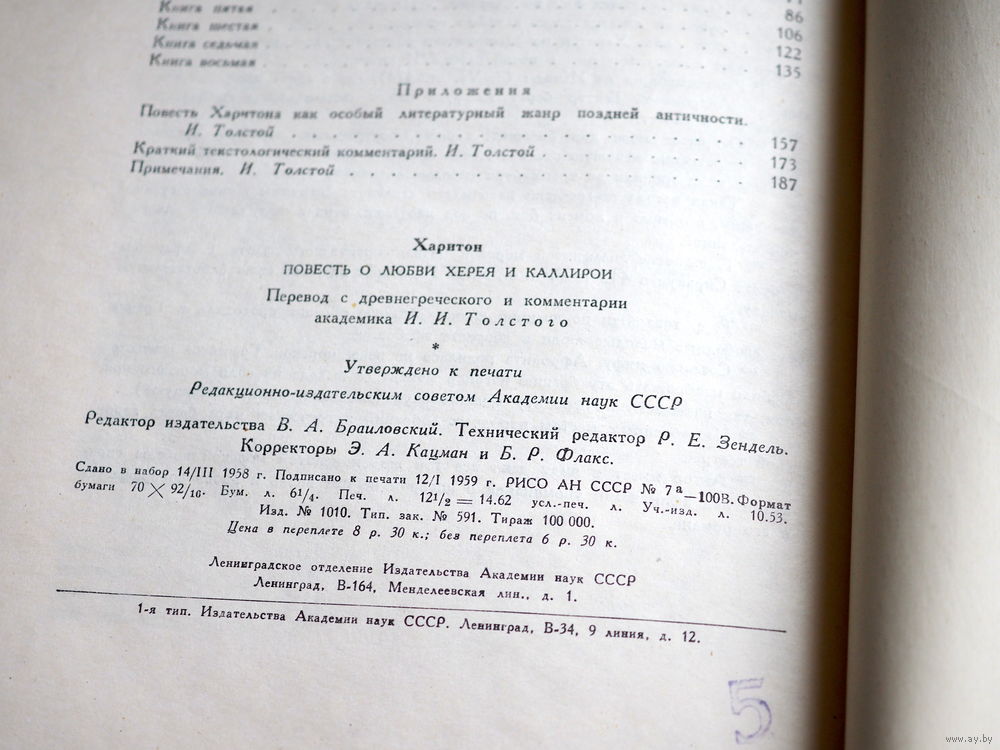 Книга пятая 86
Книга шестая . 106
Книга седьмая . 122
Книга восьмая . 135
Приложения
Повесть Харитона как особый литературный жанр поздней античности.
И. Толстой . . . . . . . . . . . . . . . . . . 157
Краткий текстологический комментарий. И. Толстой . . . . . . . . 173
Примечания. И. Толстой . . . . . . . . . . . . . . . 187
Харитон
ПОВЕСТЬ О ЛЮБВИ ХЕРЕЯ И КАЛЛИРОИ
Перевод с древнегреческого и комментарии
академика И. И. Толстого
*
Утверждено к печати
Редакционно-издательским советом Академии наук СССР
Редактор издательства В. А. Браиловский. Технический редактор Р. Е. Зендель.
Корректоры Э. А. Кацман и Б. Р. Флакс.
Сдано в набор 14/III 1958 г. Подписано к печати 12/I 1959 г. РИСО АН СССР № 7а—100В. Формат
бумаги 70 × 92/16. Бум. л. 6 1/4. Печ. л. 12 1/2 = 14.62 усл.-печ. л. Уч.-изд. л. 10.53.
Изд. № 1010. Тип. зак. № 591. Тираж 100 000.
Цена в переплете 8 р. 30 к.; без переплета 6 р. 30 к.
Ленинградское отделение Издательства Академии наук СССР
Ленинград, В-164, Менделеевская лин., д. 1.
1-я тип. Издательства Академии наук СССР. Ленинград, В-34, 9 линия, д. 12.
5
www.ay.by